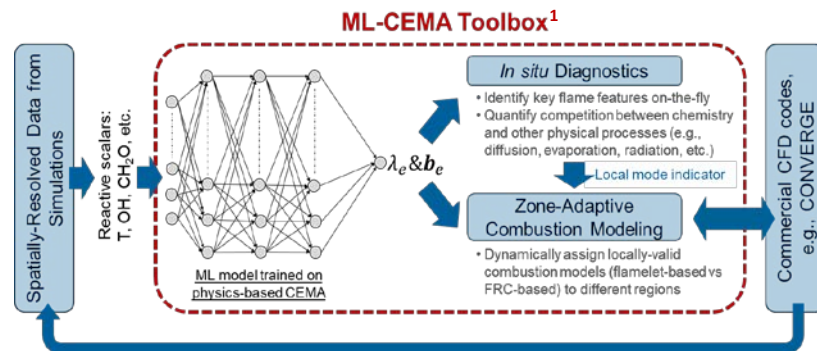 ML-CEMA Toolbox1
Spatially-Resolved Data from
Simulations
Reactive scalars:
T, OH, CH2O, etc.
ML model trained on
physics-based CEMA
λe&be
In situ Diagnostics
• Identify key flame features on-the-fly
• Quantify competition between chemistry
and other physical processes (e.g.,
diffusion, evaporation, radiation, etc.)
Local mode indicator
Zone-Adaptive
Combustion Modeling
• Dynamically assign locally-valid
combustion models (flamelet-based vs
FRC-based) to different regions
Commercial CFD codes,
e.g., CONVERGE